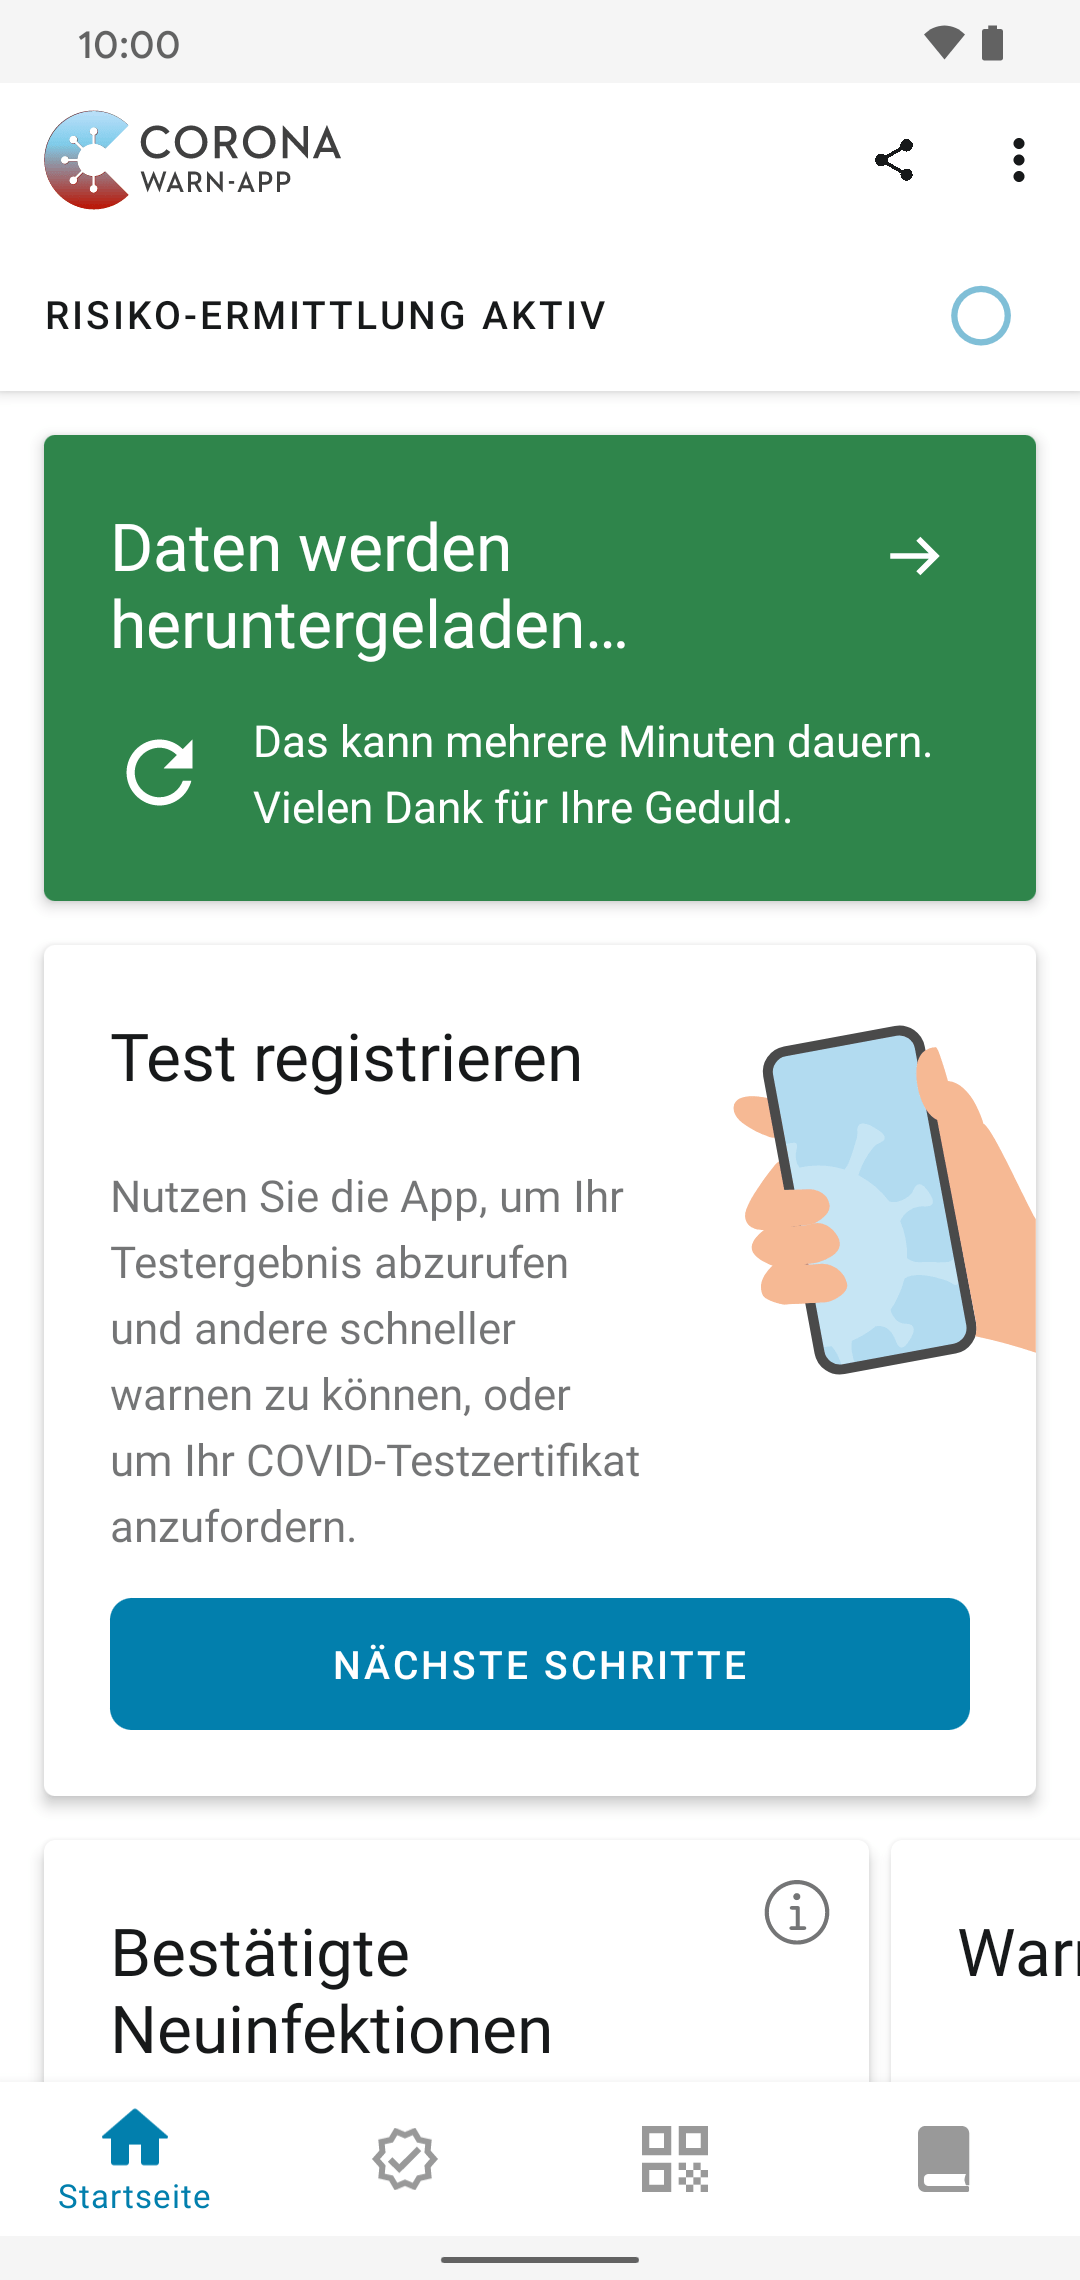 10:00
CORONA
WARN-APP
RISIKO-ERMITTLUNG AKTIV
Daten werden
heruntergeladen...
Das kann mehrere Minuten dauern.
Vielen Dank für Ihre Geduld.
Test registrieren
Nutzen Sie die App, um Ihr
Testergebnis abzurufen
und andere schneller
warnen zu können, oder
um Ihr COVID-Testzertifikat
anzufordern.
NÄCHSTE SCHRITTE
Bestätigte
Neuinfektionen
Startseite